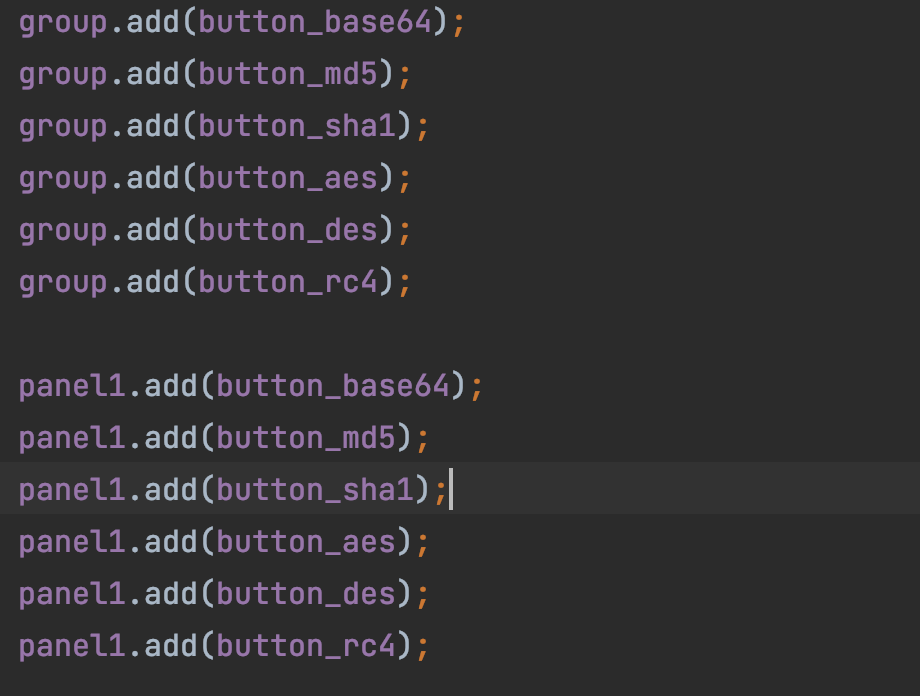 group.add(button_base64);
group.add(button_md5);
group.add(button_sha1);
group.add(button_aes);
group.add(button_des);
group.add(button_rc4);
panel1.add(button_base64);
panel1.add(button_md5);
panel1.add(button_sha1);
panel1.add(button_aes);
panel1.add(button_des);
panel1.add(button_rc4);